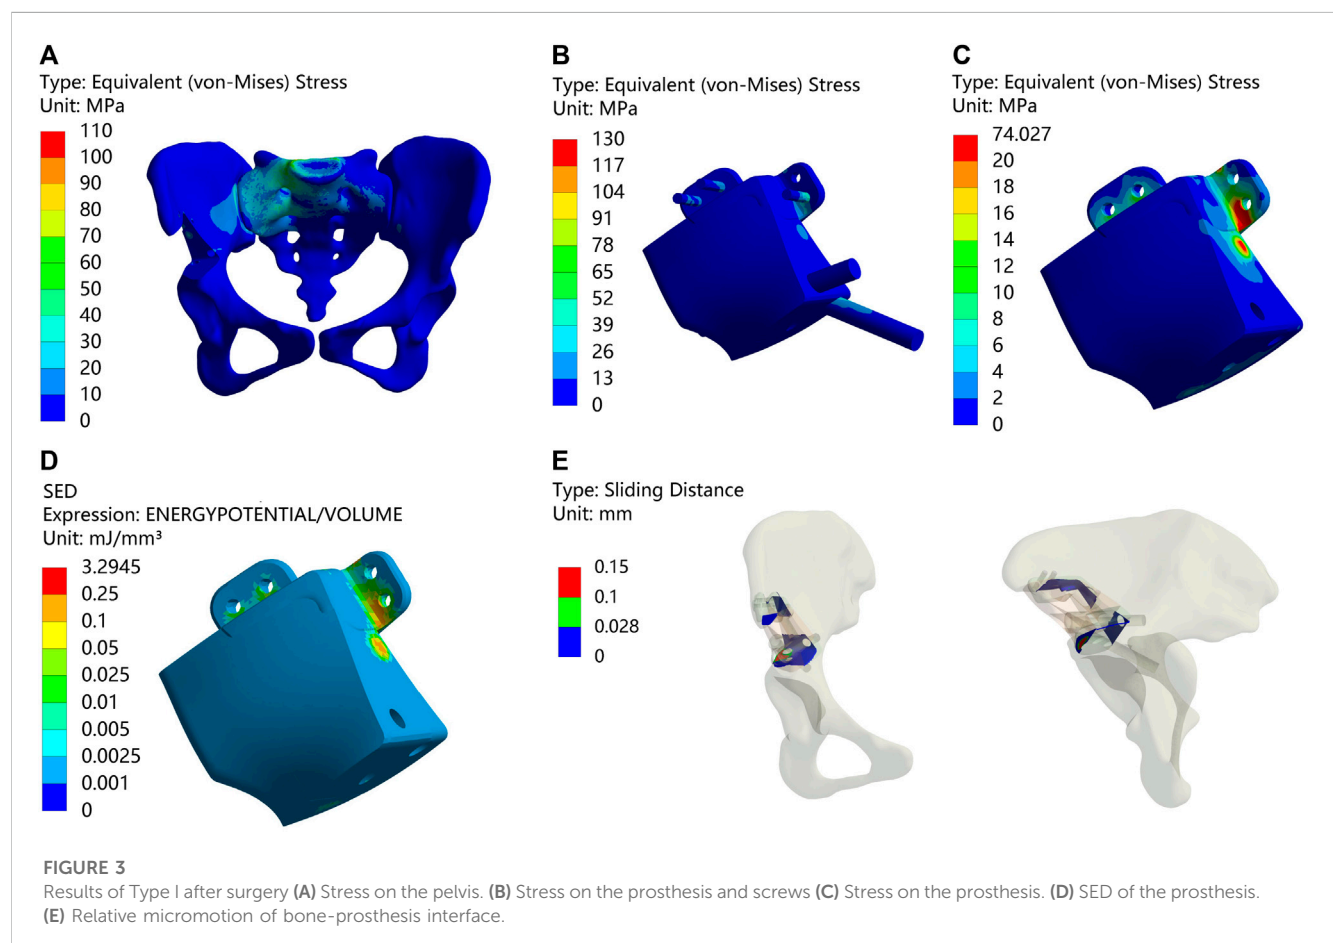 A
Type: Equivalent (von-Mises) Stress
Unit: MPa
110
100
90
80
70
60
50
40
30
20
10
0
B
Type: Equivalent (von-Mises) Stress
Unit: MPa
130
117
104
91
78
65
52
39
26
13
0
C
Type: Equivalent (von-Mises) Stress
Unit: MPa
74.027
20
18
16
14
12
10
8
6
4
2
0
D
SED
Expression: ENERGYPOTENTIAL/VOLUME
Unit: mJ/mm³
3.2945
0.25
0.1
0.05
0.025
0.01
0.005
0.0025
0.001
0
E
Type: Sliding Distance
Unit: mm
0.15
0.1
0.028
0
FIGURE 3
Results of Type I after surgery (A) Stress on the pelvis. (B) Stress on the prosthesis and screws (C) Stress on the prosthesis. (D) SED of the prosthesis.
(E) Relative micromotion of bone-prosthesis interface.